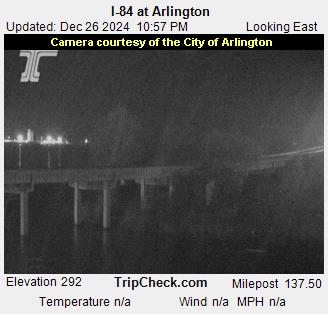 I-84 at Arlington
Updated: Dec 26 2024 10:57 PM Looking East
Camera courtesy of the City of Arlington
Elevation 292 TripCheck.com Milepost 137.50
Temperature n/a Wind n/a MPH n/a